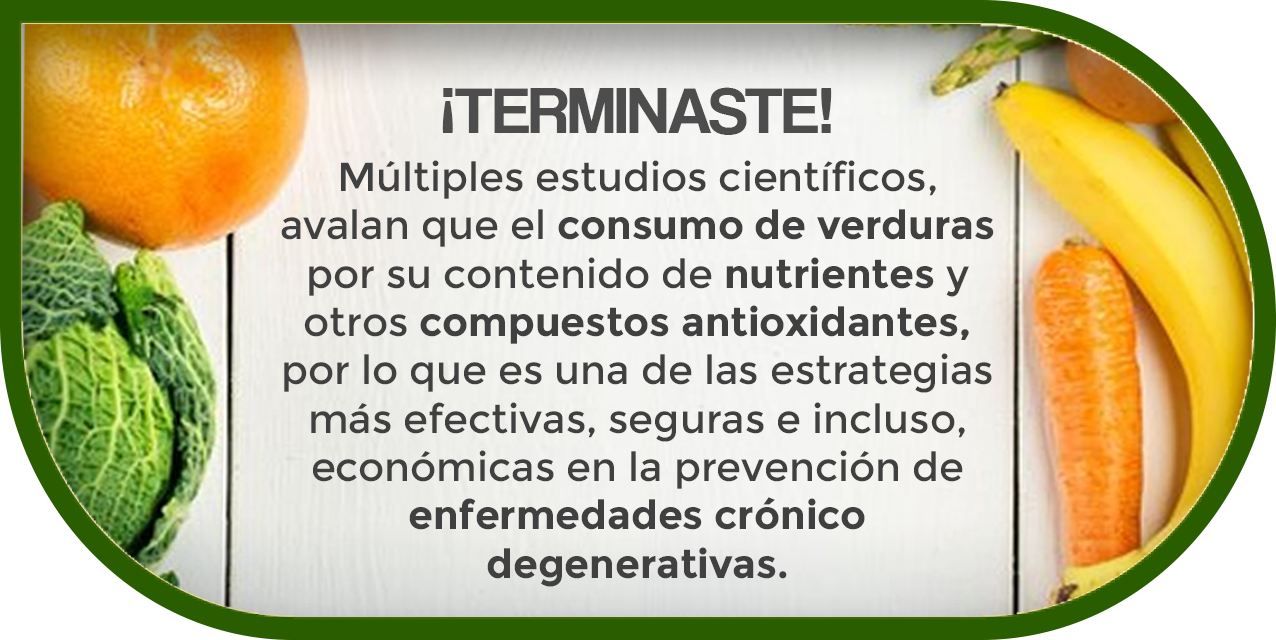 ¡TERMINASTE!
Múltiples estudios científicos,
avalan que el consumo de verduras
por su contenido de nutrientes y
otros compuestos antioxidantes,
por lo que es una de las estrategias
más efectivas, seguras e incluso,
económicas en la prevención de
enfermedades crónico
degenerativas.